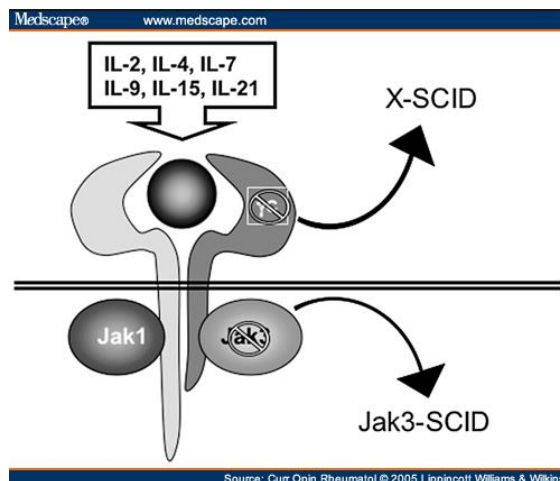 Medscape® www.medscape.com
IL-2, IL-4, IL-7
IL-9, IL-15, IL-21
X-SCID
Jak1
Jak3-SCID
Source: Curr Opin Rheumatol © 2005 Lippincott Williams & Wilkin